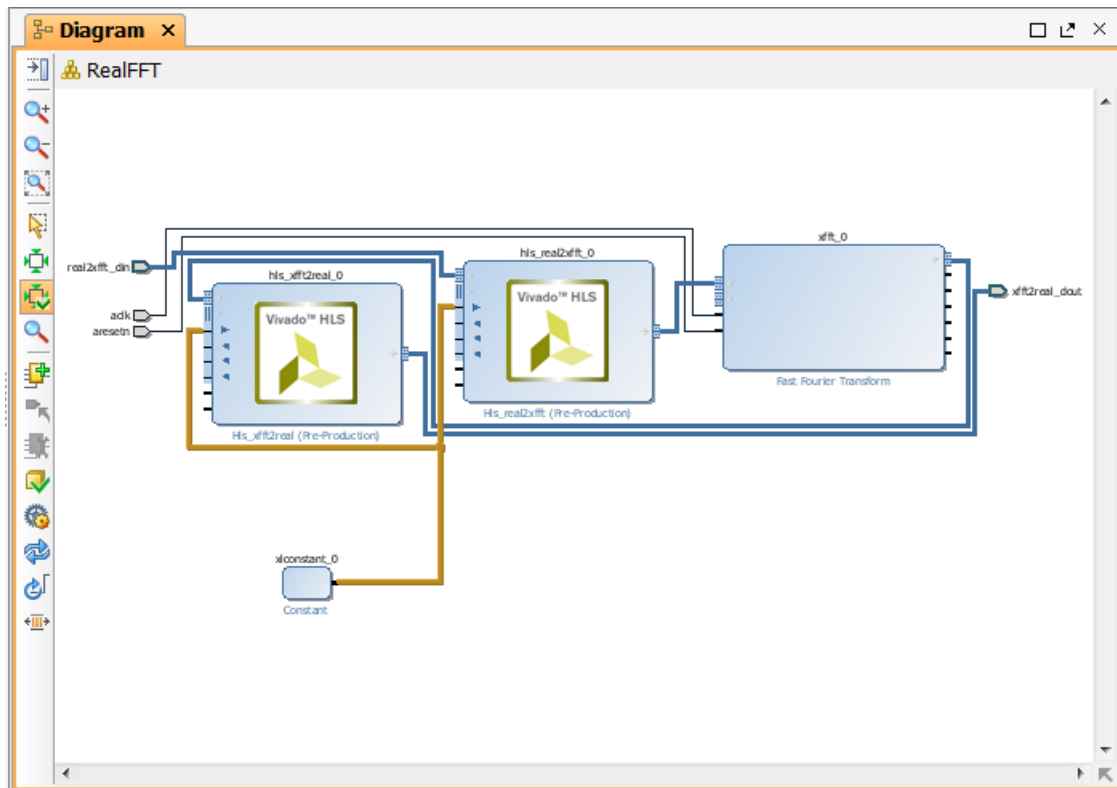 Diagram
RealFFT
xfft_0
hls_real2xfft_0
real2xfft_din
hls_xfft2real_0
Vivado™ HLS
xfft2real_dout
aclk
Vivado™ HLS
aresetn
Fast Fourier Transform
Hls_real2xfft (Pre-Production)
Hls_xfft2real (Pre-Production)
xlconstant_0
Constant